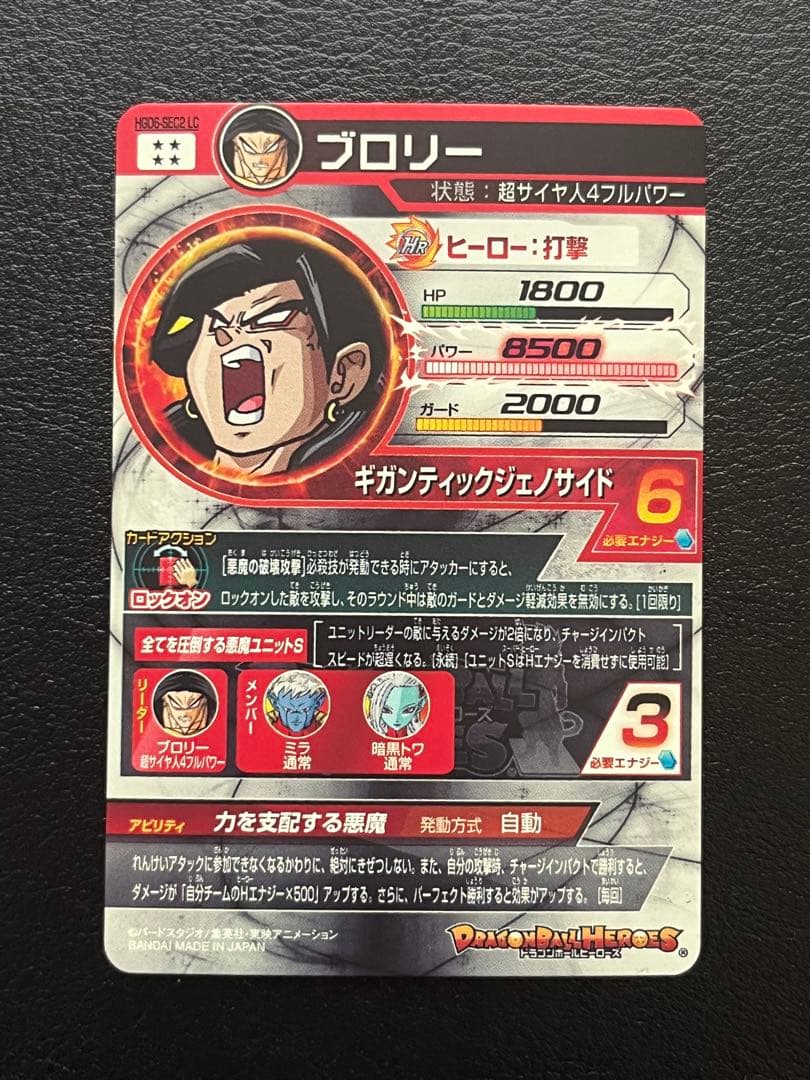 HGD6-SEC2 LC
ブロリー
状態：超サイヤ人4フルパワー
HR ヒーロー：打撃
HP 1800
パワー 8500
ガード 2000
ギガンティックジェノサイド 6
必要エナジー
カードアクション
ロックオン
[悪魔の破壊攻撃]必殺技が発動できる時にアタッカーにすると、
ロックオンした敵を攻撃し、そのラウンド中は敵のガードとダメージ軽減効果を無効にする。[1回限り]
全てを圧倒する悪魔ユニットS
ユニットリーダーの敵に与えるダメージが2倍になり、チャージインパクト
スピードが超遅くなる。[永続] [ユニットSはHエナジーを消費せずに使用可能]
リーダー
ブロリー
超サイヤ人4フルパワー
メンバー
ミラ
通常
暗黒トワ
通常
3
必要エナジー
アビリティ 力を支配する悪魔 発動方式 自動
れんけいアタックに参加できなくなるかわりに、絶対にきぜつしない。また、自分の攻撃時、チャージインパクトで勝利すると、
ダメージが「自分チームのHエナジー×500」アップする。さらに、パーフェクト勝利すると効果がアップする。[毎回]
©バードスタジオ/集英社・東映アニメーション
BANDAI MADE IN JAPAN
DRAGONBALL HEROES
ドラゴンボールヒーローズ
®